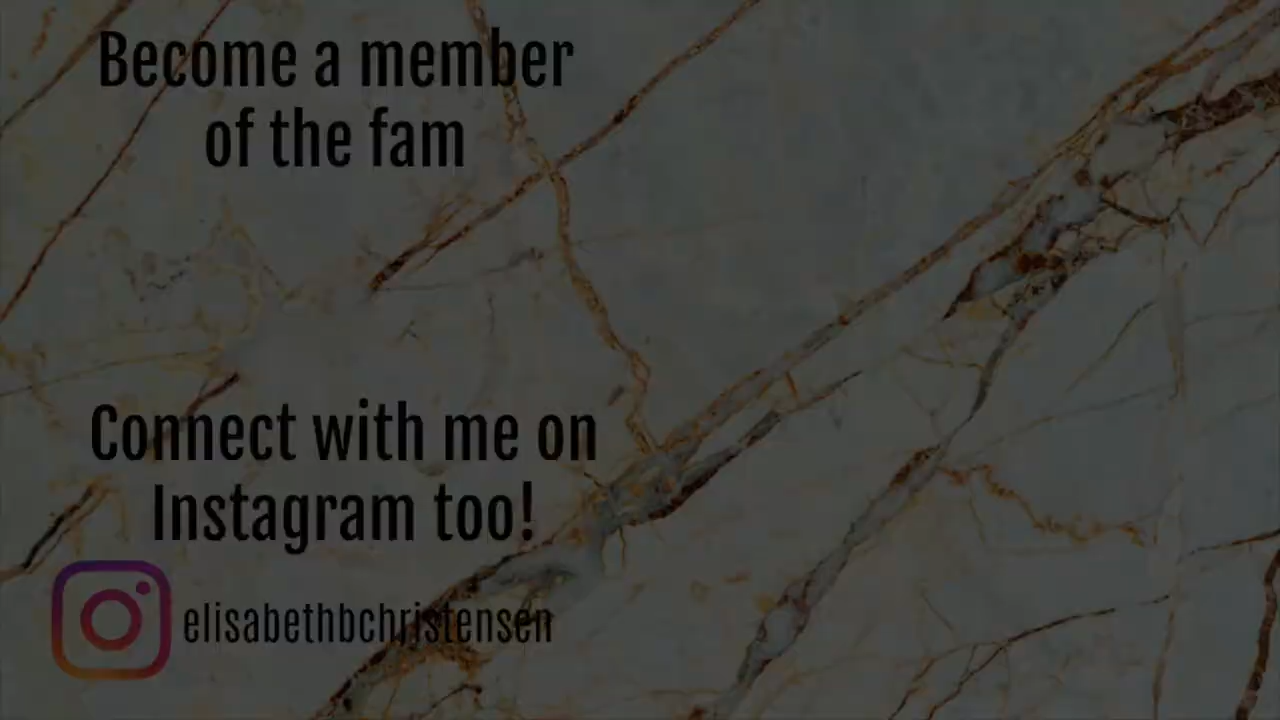 Become a member
of the fam
Connect with me on
Instagram too!
elisabethbchristensen